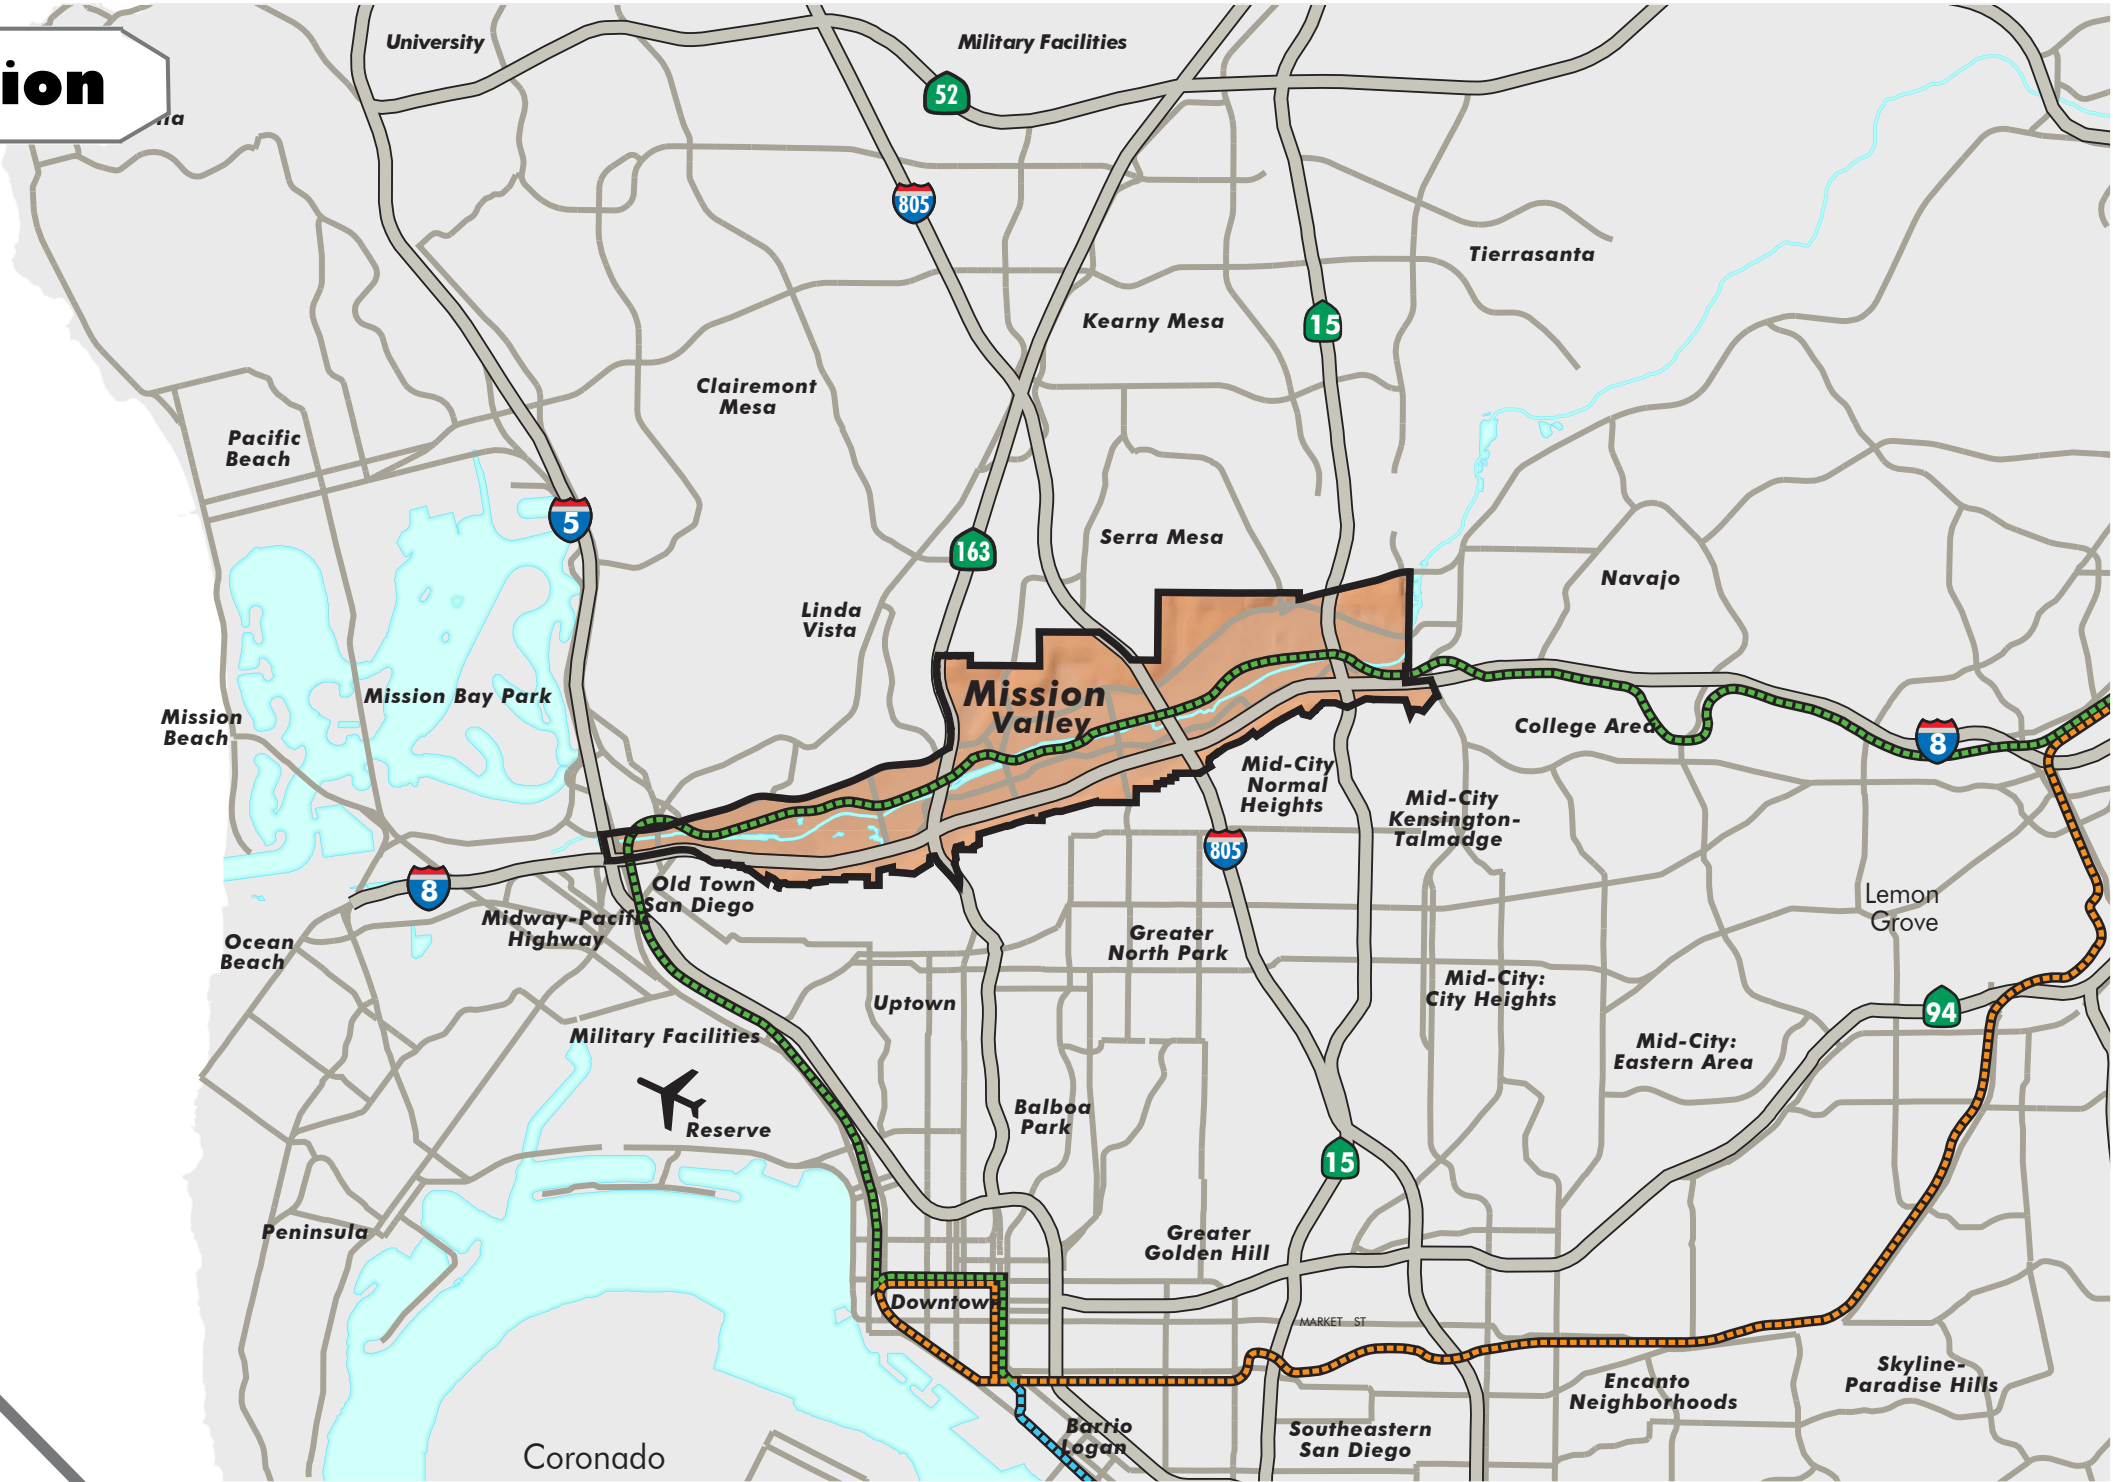 ion
University
Military Facilities
52
805
Tierrasanta
Kearny Mesa
15
Clairemont
Mesa
Pacific
Beach
5
163
Serra Mesa
Navajo
Linda
Vista
Mission
Valley
Mission Bay Park
Mission
Beach
College Area
8
Mid-City
Normal
Heights
Mid-City
Kensington-
Talmadge
805
8
Old Town
San Diego
Midway-Pacific
Highway
Lemon
Grove
Ocean
Beach
Greater
North Park
Mid-City:
City Heights
Uptown
94
Military Facilities
Mid-City:
Eastern Area
Reserve
Balboa
Park
15
Peninsula
Greater
Golden Hill
Downtown
MARKET ST
Skyline-
Paradise Hills
Encanto
Neighborhoods
Barrio
Logan
Southeastern
San Diego
Coronado